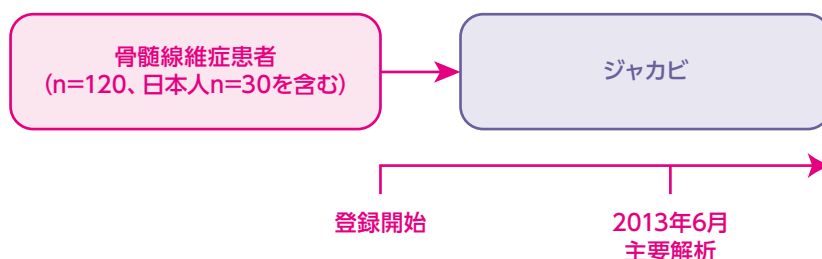 骨髄線維症患者
(n=120、日本人n=30を含む)
ジャカビ
登録開始
2013年6月
主要解析